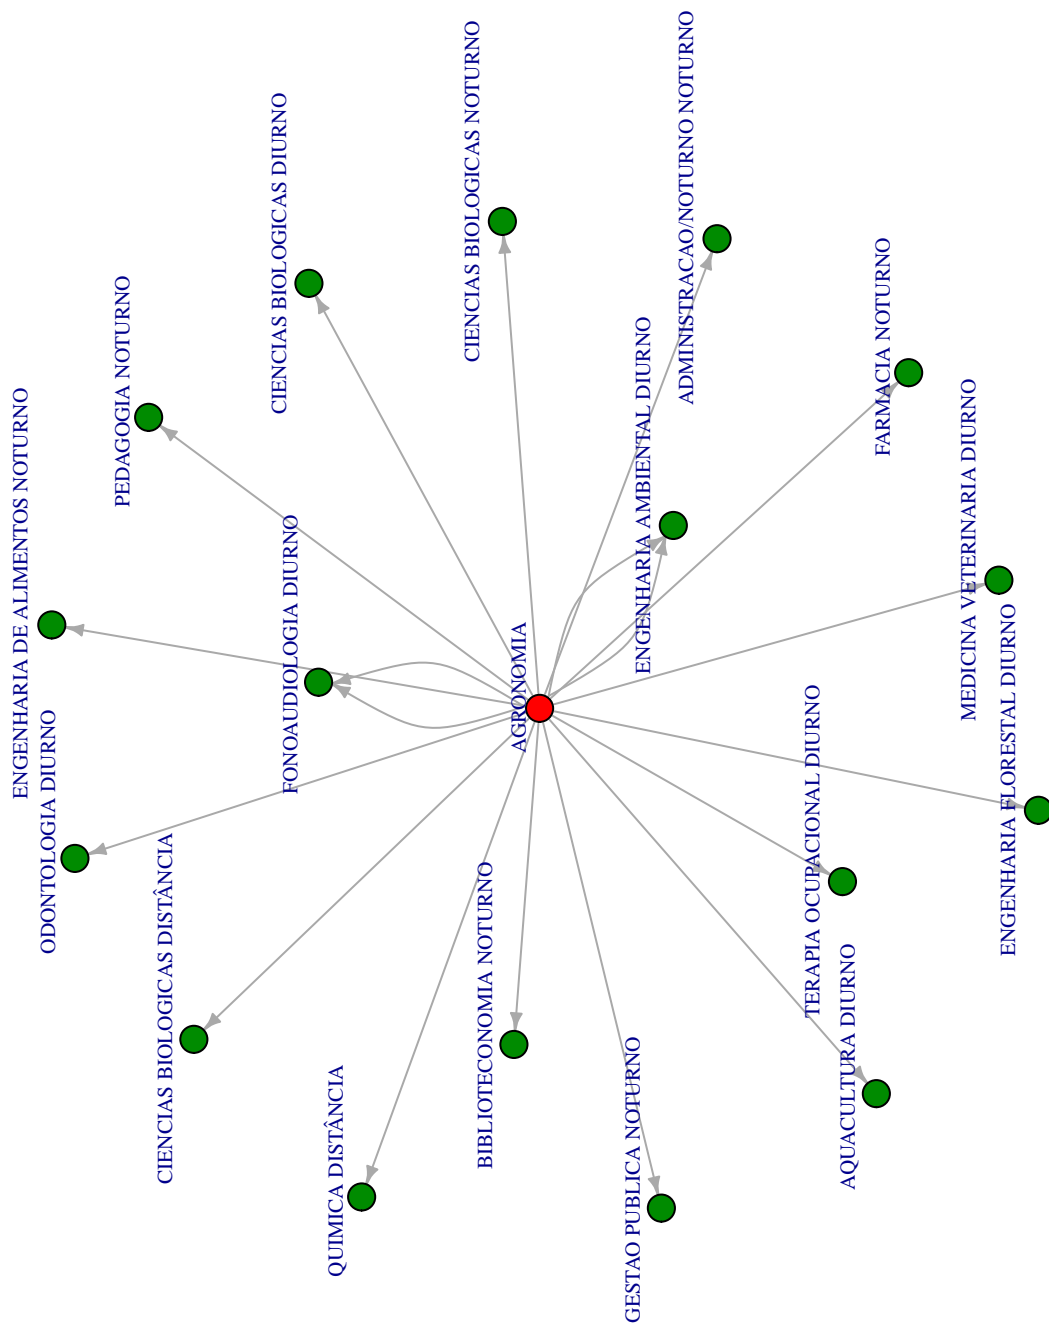 ADMINISTRACAO/NOTURNO NOTURNO
CIENCIAS BIOLOGICAS NOTURNO
CIENCIAS BIOLOGICAS DIURNO
FARMACIA NOTURNO
PEDAGOGIA NOTURNO
ENGENHARIA AMBIENTAL DIURNO
MEDICINA VETERINARIA DIURNO
ENGENHARIA DE ALIMENTOS NOTURNO
FONOAUDIOLOGIA DIURNO
ENGENHARIA FLORESTAL DIURNO
AGRONOMIA
TERAPIA OCUPACIONAL DIURNO
ODONTOLOGIA DIURNO
CIENCIAS BIOLOGICAS DISTÂNCIA
BIBLIOTECONOMIA NOTURNO
AQUACULTURA DIURNO
GESTAO PUBLICA NOTURNO
QUIMICA DISTÂNCIA